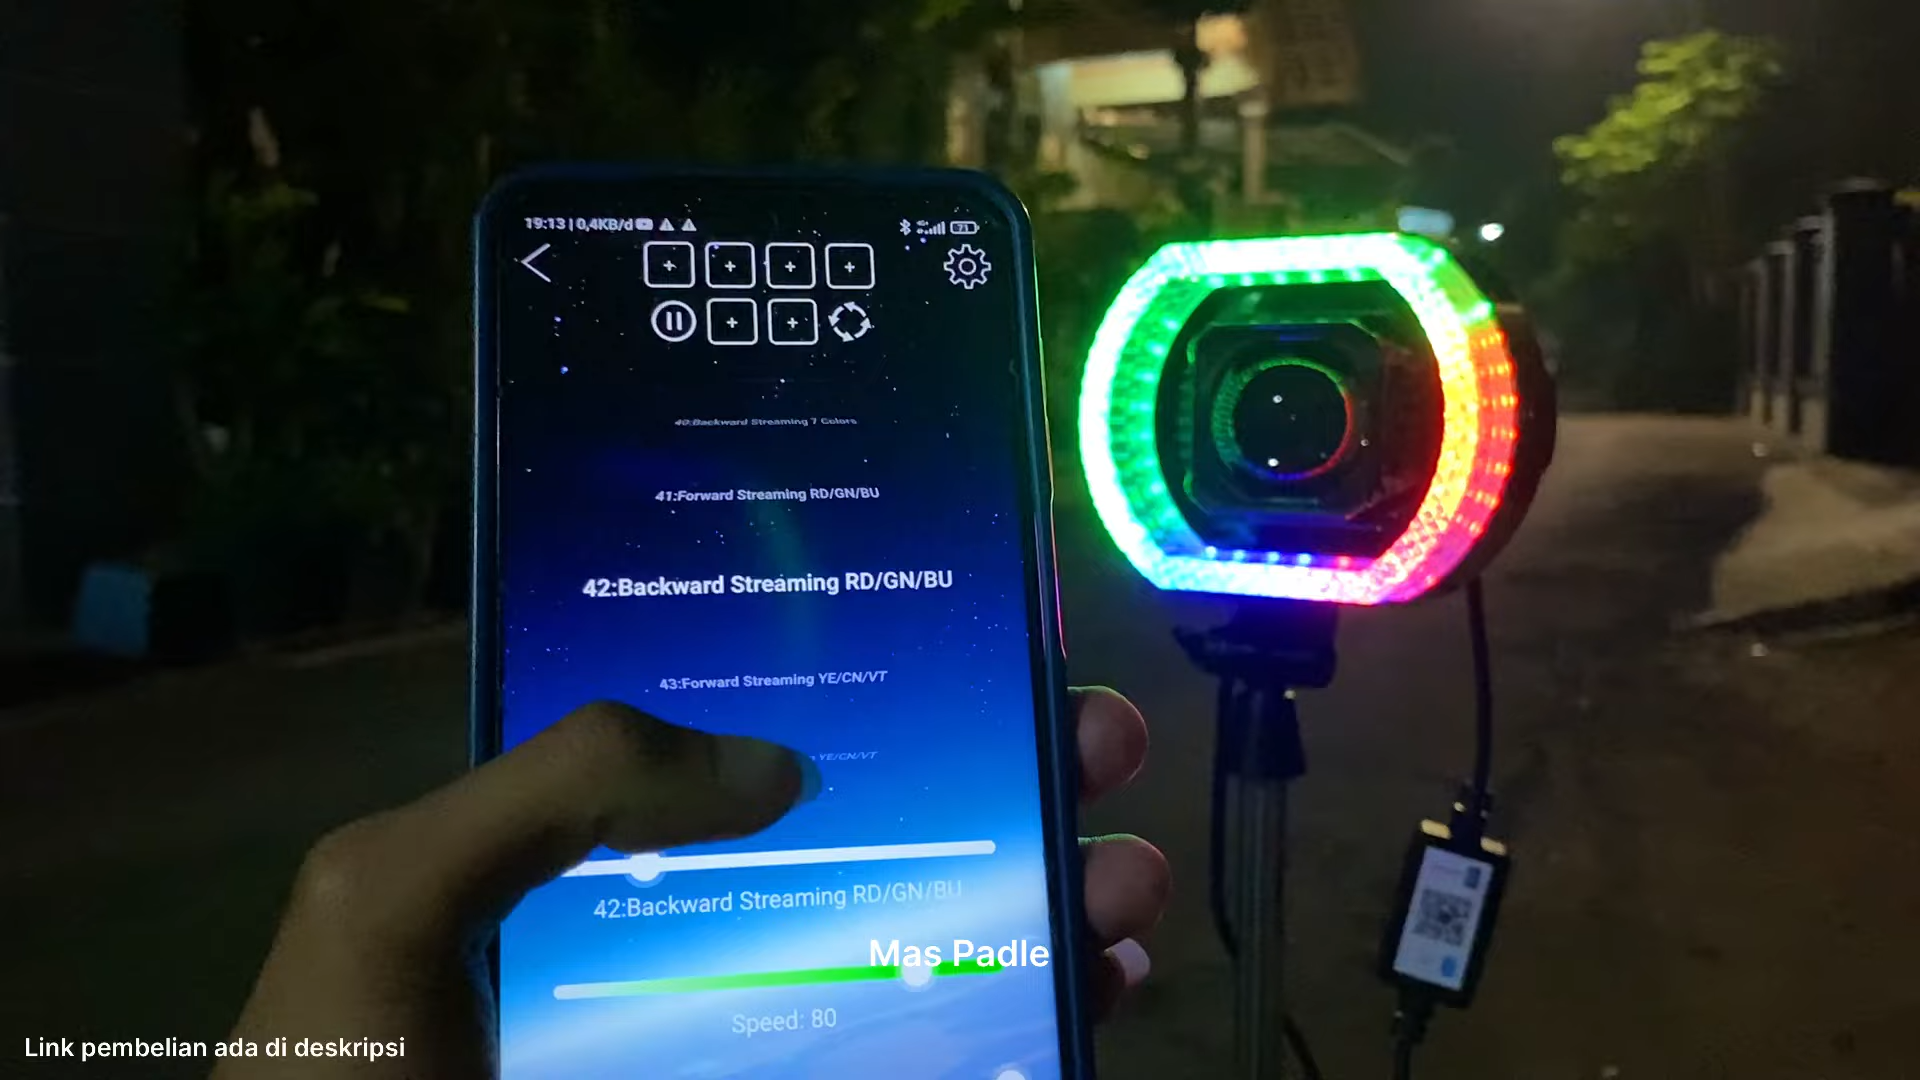 19:13 | 0,4KB/d
71
40:Backward Streaming 7 Colors
41:Forward Streaming RD/GN/BU
42:Backward Streaming RD/GN/BU
43:Forward Streaming YE/CN/VT
YE/CN/VT
42:Backward Streaming RD/GN/BU
Mas Padle
Speed: 80
Link pembelian ada di deskripsi